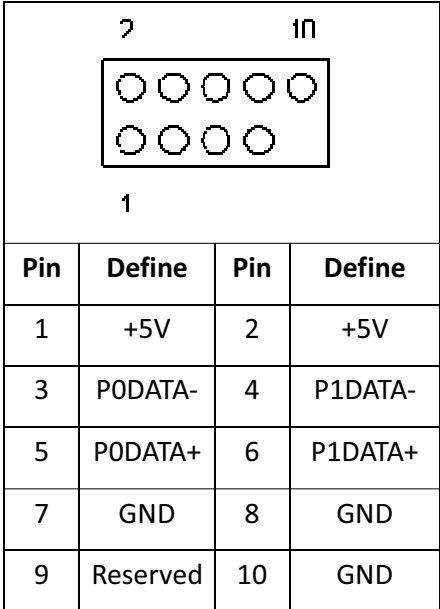 2 10
1
Pin Define Pin Define
1 +5V 2 +5V
3 P0DATA- 4 P1DATA-
5 P0DATA+ 6 P1DATA+
7 GND 8 GND
9 Reserved 10 GND